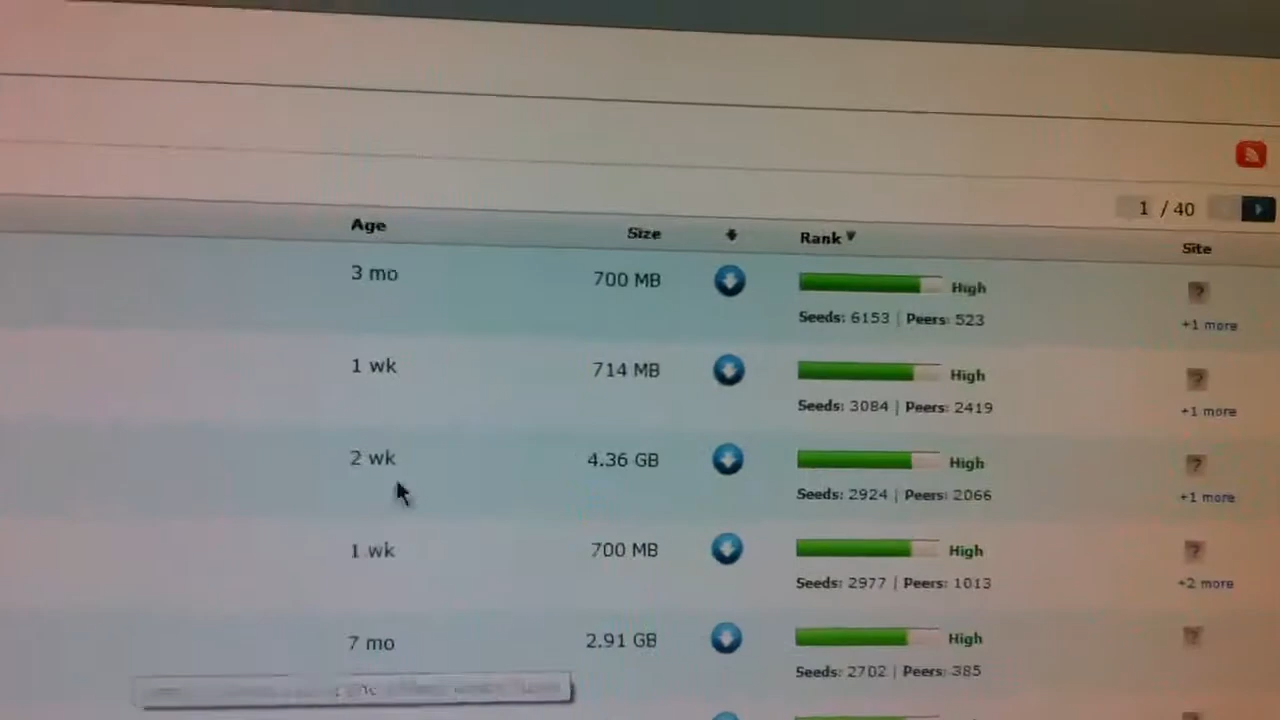 1 / 40
Age Size Rank Site
3 mo 700 MB High ?
Seeds: 6153 | Peers: 523 +1 more
1 wk 714 MB High ?
Seeds: 3084 | Peers: 2419 +1 more
2 wk 4.36 GB High ?
Seeds: 2924 | Peers: 2066 +1 more
1 wk 700 MB High ?
Seeds: 2977 | Peers: 1013 +2 more
7 mo 2.91 GB High ?
Seeds: 2702 | Peers: 385